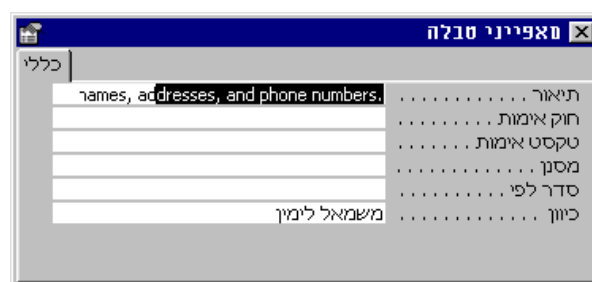 מאפייני טבלה
כללי
תיאור . . . . . . . . . . . . names, addresses, and phone numbers.
חוק אימות . . . . . . . . .
טקסט אימות . . . . . . .
מסנן . . . . . . . . . . . . .
סדר לפי . . . . . . . . . .
כיוון . . . . . . . . . . . . . משמאל לימין